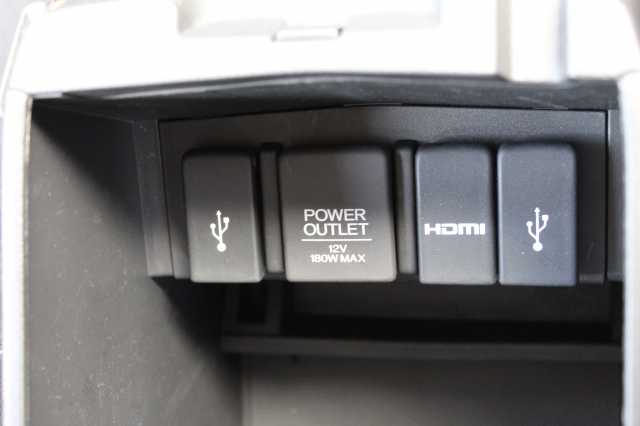 POWER
OUTLET
12V
180W MAX
HDMI